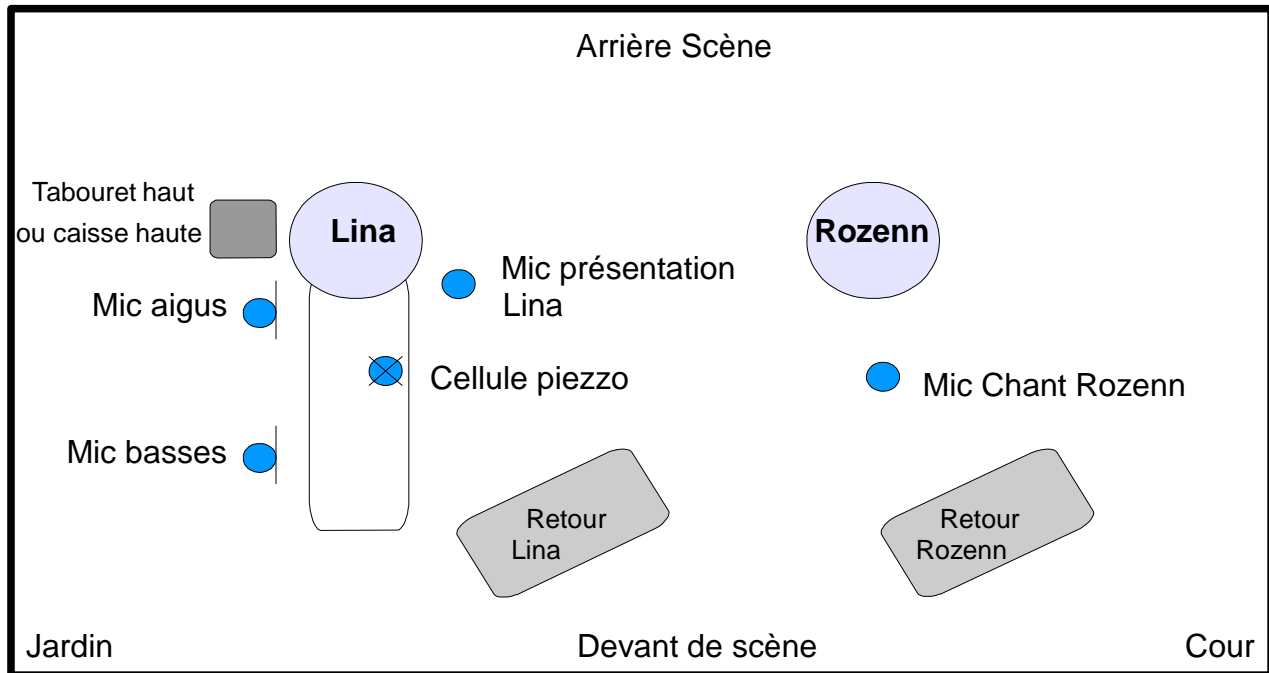 Arrière Scène
Tabouret haut
ou caisse haute
Lina
Rozenn
Mic présentation
Lina
Mic aigus
Cellule piezzo
Mic Chant Rozenn
Mic basses
Retour
Lina
Retour
Rozenn
Jardin
Devant de scène
Cour